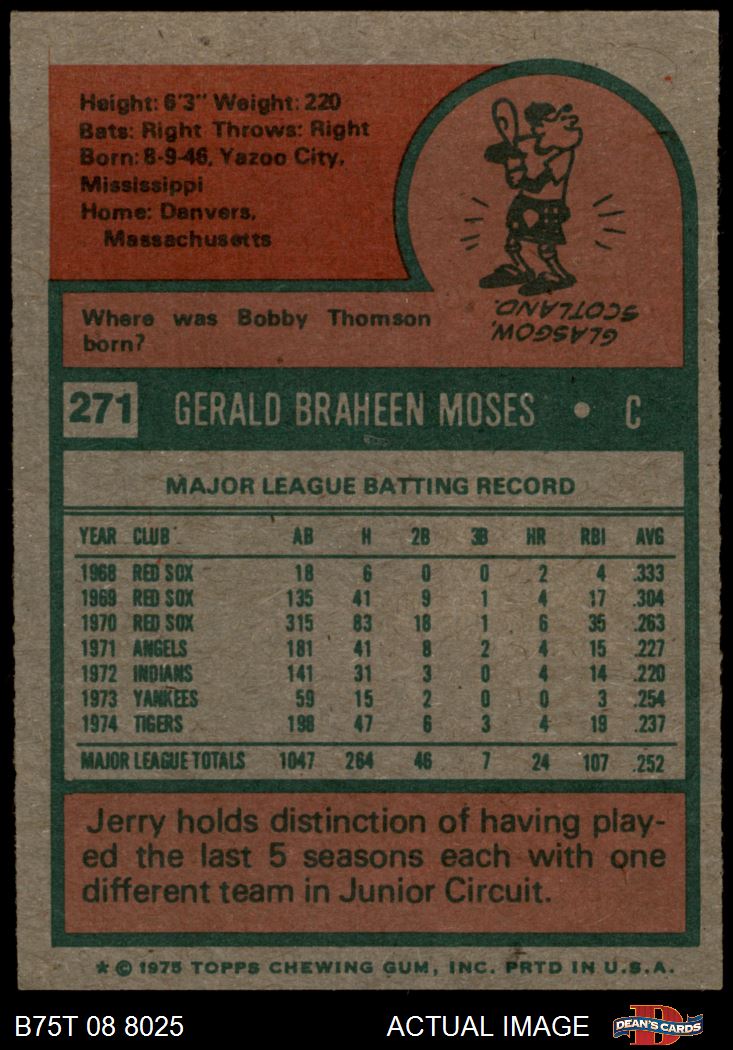 Height: 6'3" Weight: 220
Bats: Right Throws: Right
Born: 8-9-46, Yazoo City,
Mississippi
Home: Danvers,
Massachusetts
GLASGOW,
SCOTLAND.
Where was Bobby Thomson
born?
271 GERALD BRAHEEN MOSES • C
MAJOR LEAGUE BATTING RECORD
YEAR CLUB AB H 2B 3B HR RBI AVG
1968 RED SOX 18 6 0 0 2 4 .333
1969 RED SOX 135 41 9 1 4 17 .304
1970 RED SOX 315 83 18 1 6 35 .263
1971 ANGELS 181 41 8 2 4 15 .227
1972 INDIANS 141 31 3 0 4 14 .220
1973 YANKEES 59 15 2 0 0 3 .254
1974 TIGERS 198 47 6 3 4 19 .237
MAJOR LEAGUE TOTALS 1047 264 46 7 24 107 .252
Jerry holds distinction of having play-
ed the last 5 seasons each with one
different team in Junior Circuit.
★ © 1975 TOPPS CHEWING GUM, INC. PRTD IN U.S.A.
B75T 08 8025 ACTUAL IMAGE
D
DEAN'S CARDS